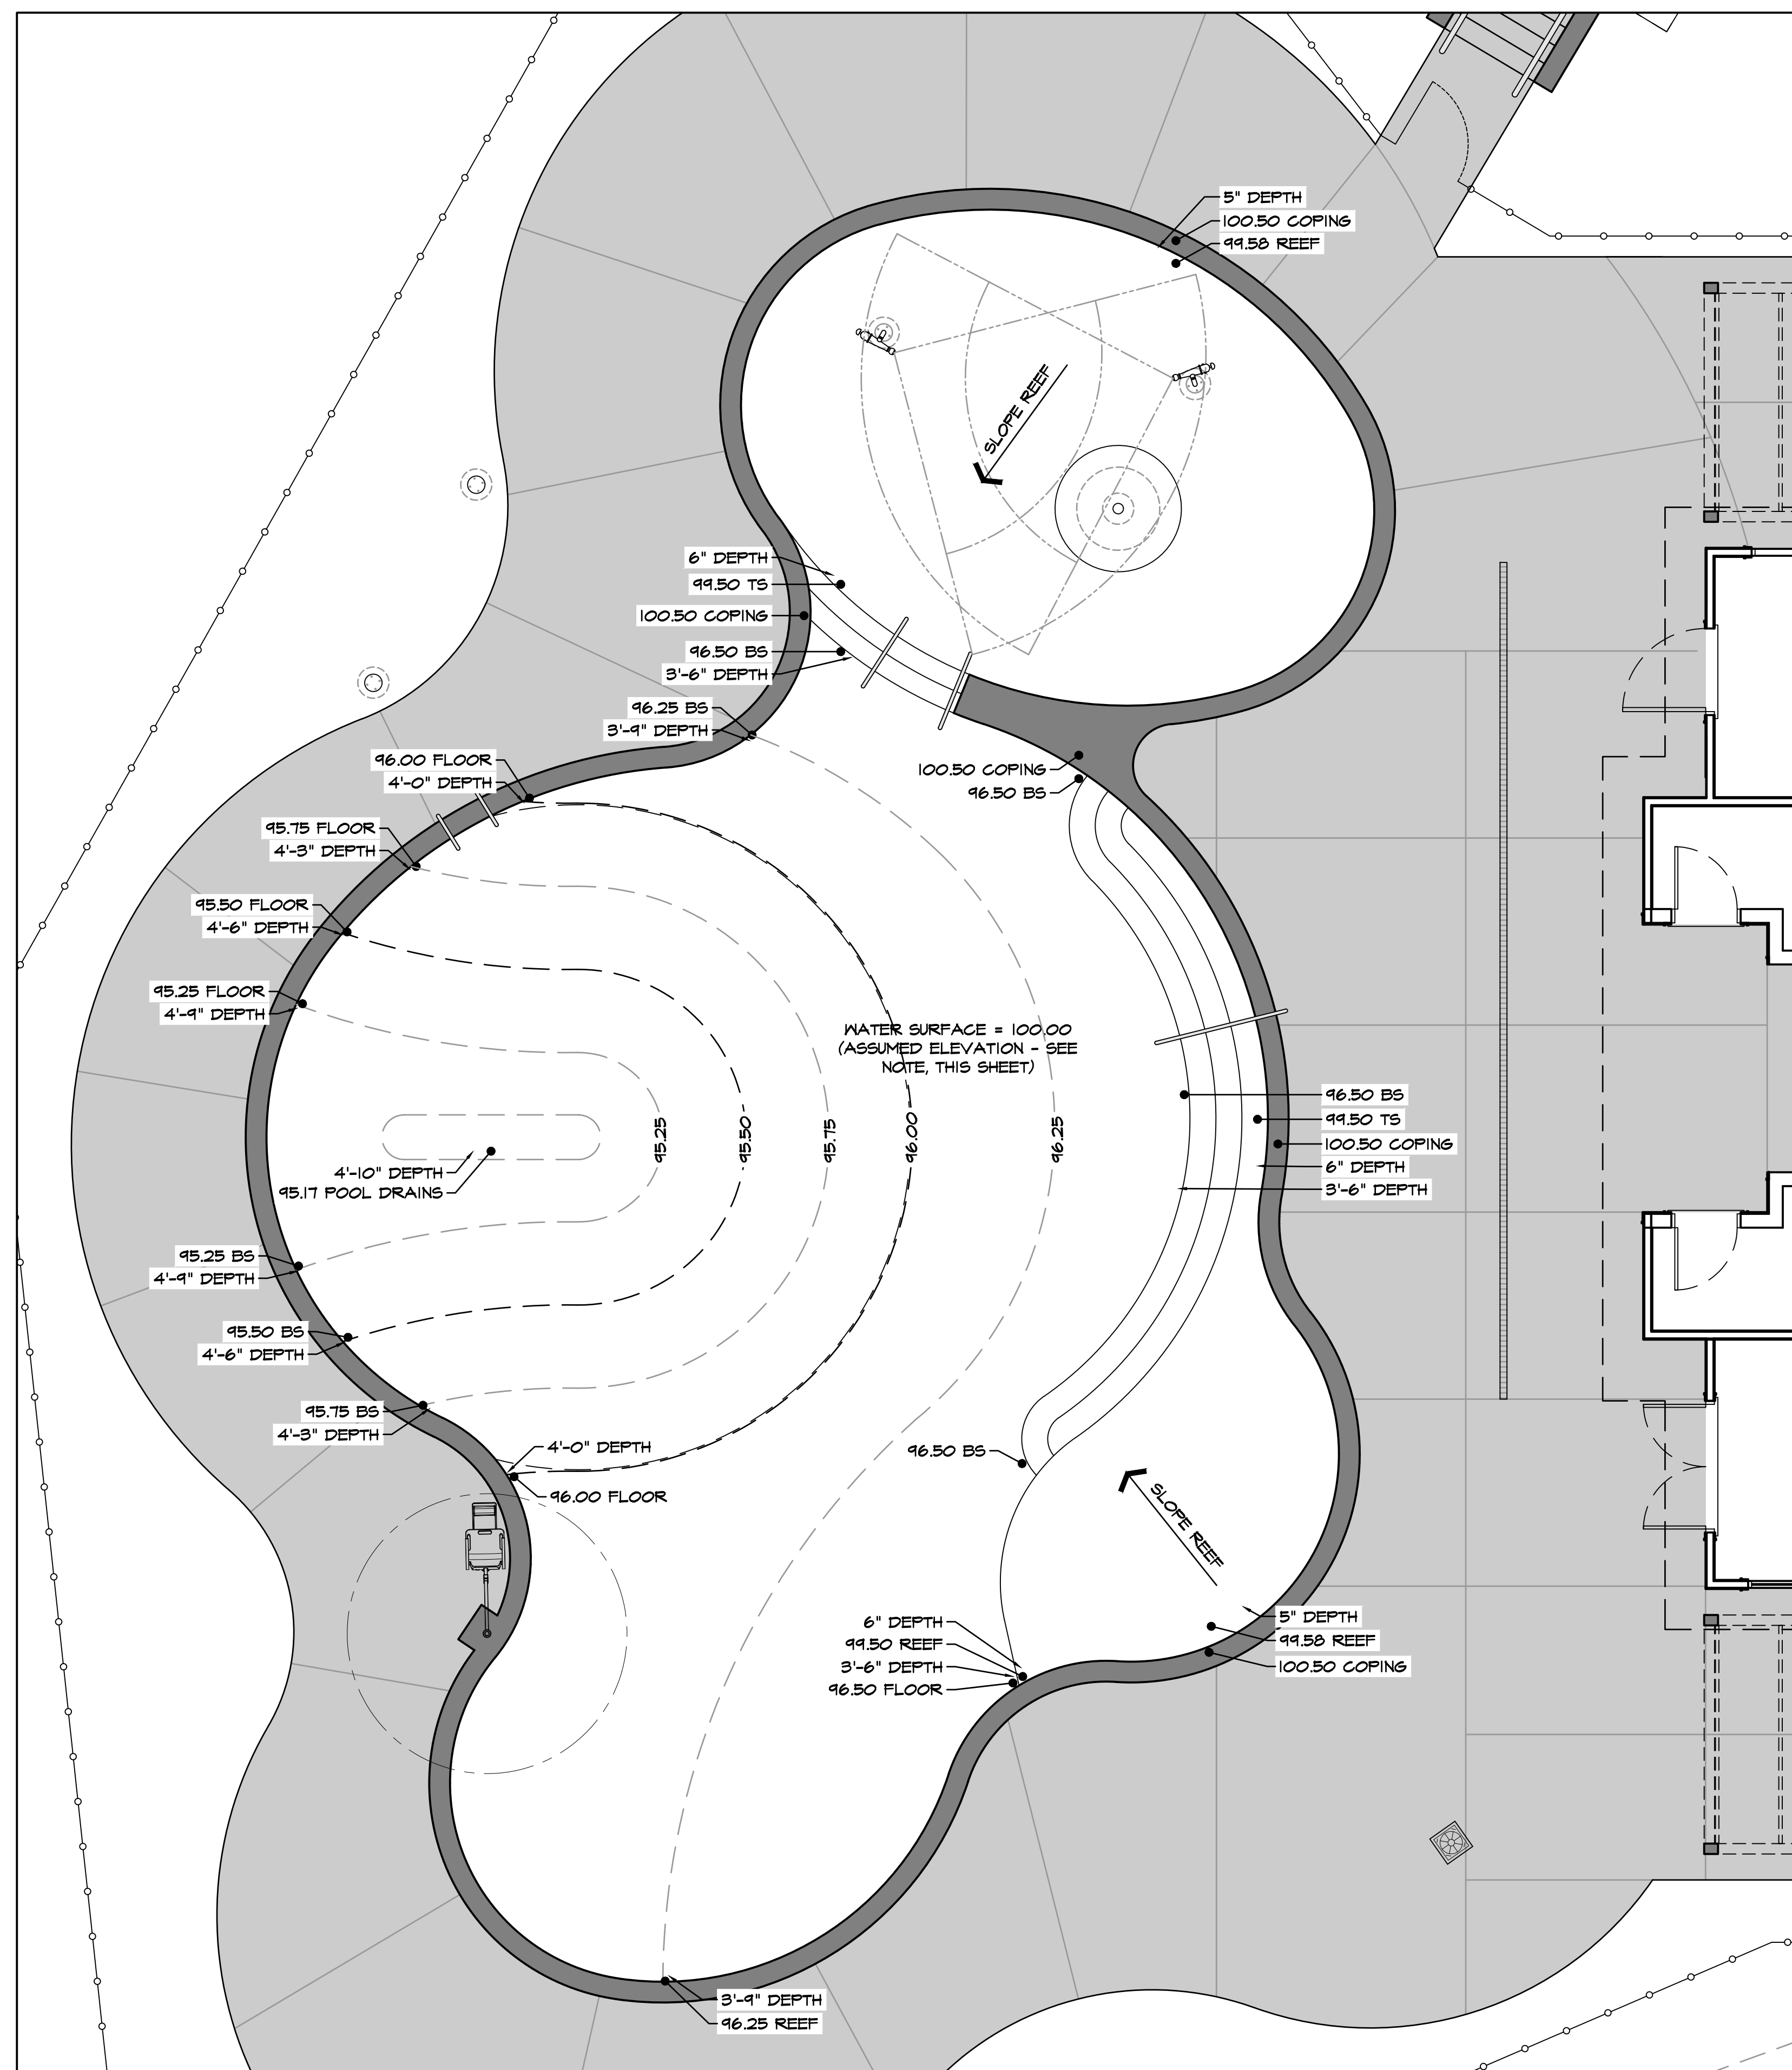 5" DEPTH
100.50 COPING
99.58 REEF
SLOPE REEF
6" DEPTH
99.50 TS
100.50 COPING
96.50 BS
3'-6" DEPTH
96.25 BS
3'-9" DEPTH
96.00 FLOOR
4'-0" DEPTH
100.50 COPING
96.50 BS
95.75 FLOOR
4'-3" DEPTH
95.50 FLOOR
4'-6" DEPTH
95.25 FLOOR
4'-9" DEPTH
WATER SURFACE = 100.00
(ASSUMED ELEVATION - SEE
NOTE, THIS SHEET)
95.25
95.50
95.75
96.00
96.25
96.50 BS
99.50 TS
100.50 COPING
6" DEPTH
3'-6" DEPTH
4'-10" DEPTH
95.17 POOL DRAINS
95.25 BS
4'-9" DEPTH
95.50 BS
4'-6" DEPTH
95.75 BS
4'-3" DEPTH
4'-0" DEPTH
96.00 FLOOR
96.50 BS
SLOPE REEF
6" DEPTH
99.50 REEF
3'-6" DEPTH
96.50 FLOOR
5" DEPTH
99.58 REEF
100.50 COPING
3'-9" DEPTH
96.25 REEF